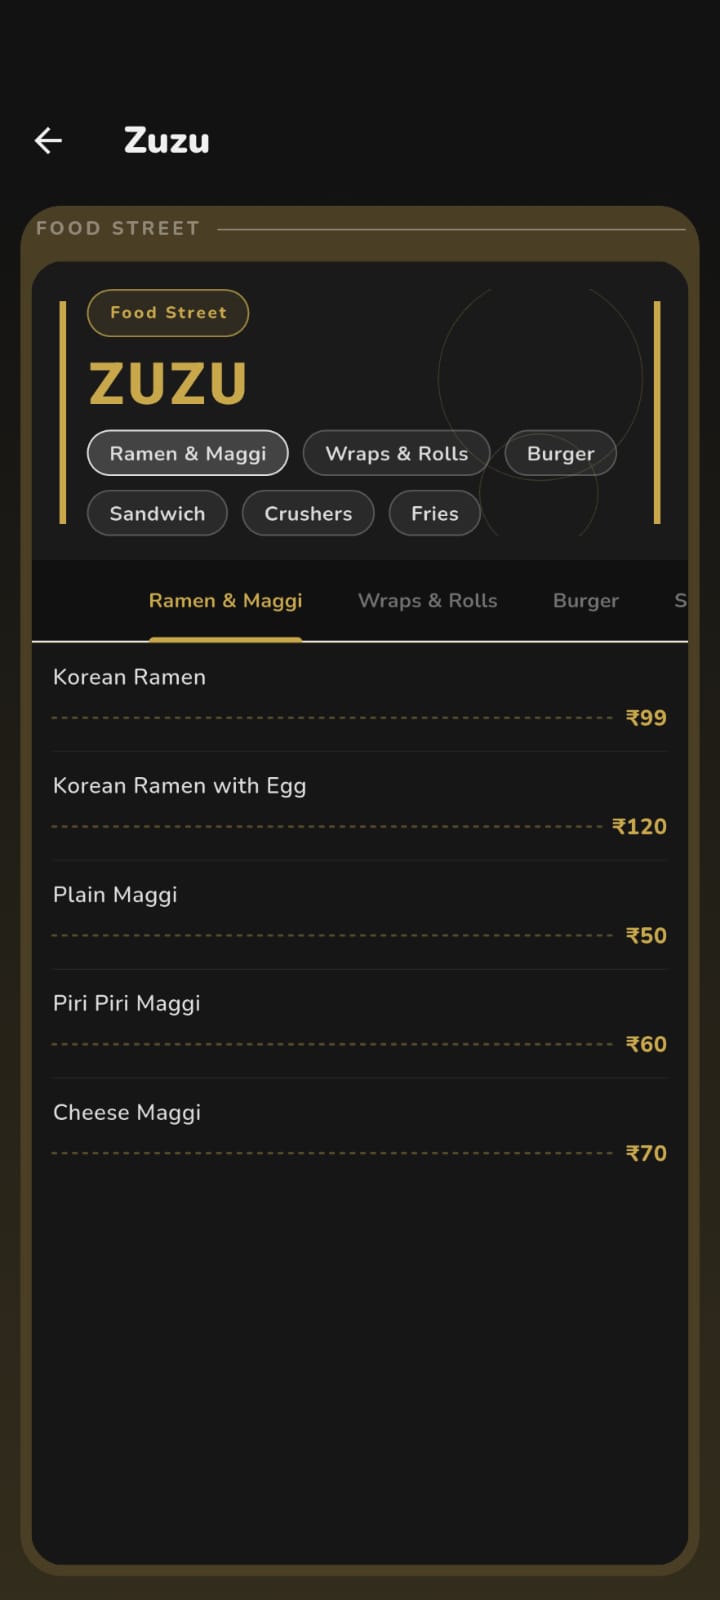 Zuzu
FOOD STREET
Food Street
ZUZU
Ramen & Maggi Wraps & Rolls Burger
Sandwich Crushers Fries
Ramen & Maggi Wraps & Rolls Burger S
Korean Ramen
₹99
Korean Ramen with Egg
₹120
Plain Maggi
₹50
Piri Piri Maggi
₹60
Cheese Maggi
₹70